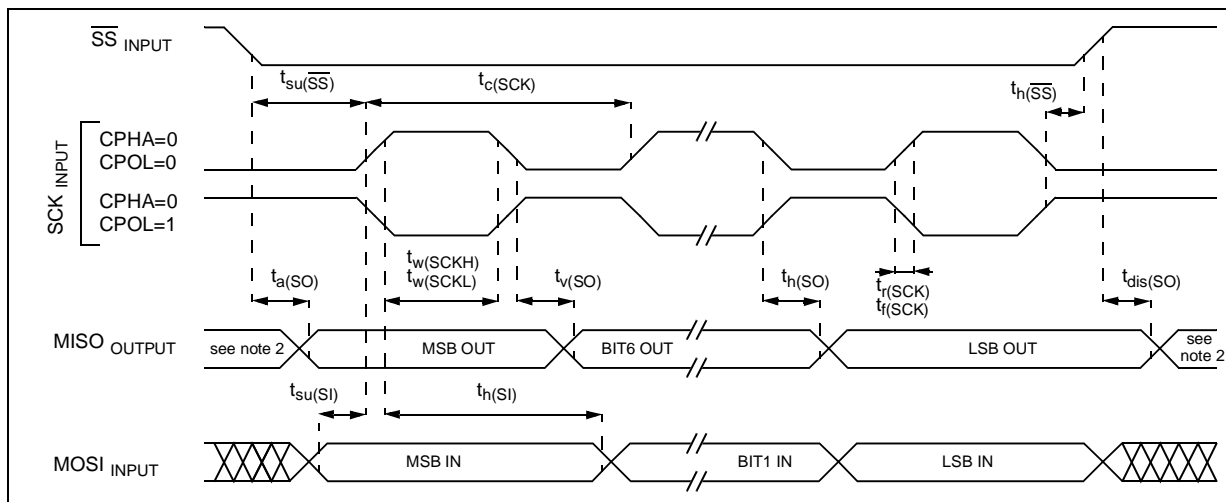 SS INPUT
tsu(SS)
tc(SCK)
th(SS)
SCK INPUT
CPHA=0
CPOL=0
CPHA=0
CPOL=1
ta(SO)
tw(SCKH)
tw(SCKL)
tv(SO)
th(SO)
tr(SCK)
tf(SCK)
tdis(SO)
MISO OUTPUT
see note 2
MSB OUT
BIT6 OUT
LSB OUT
see
note 2
tsu(SI)
th(SI)
MOSI INPUT
MSB IN
BIT1 IN
LSB IN